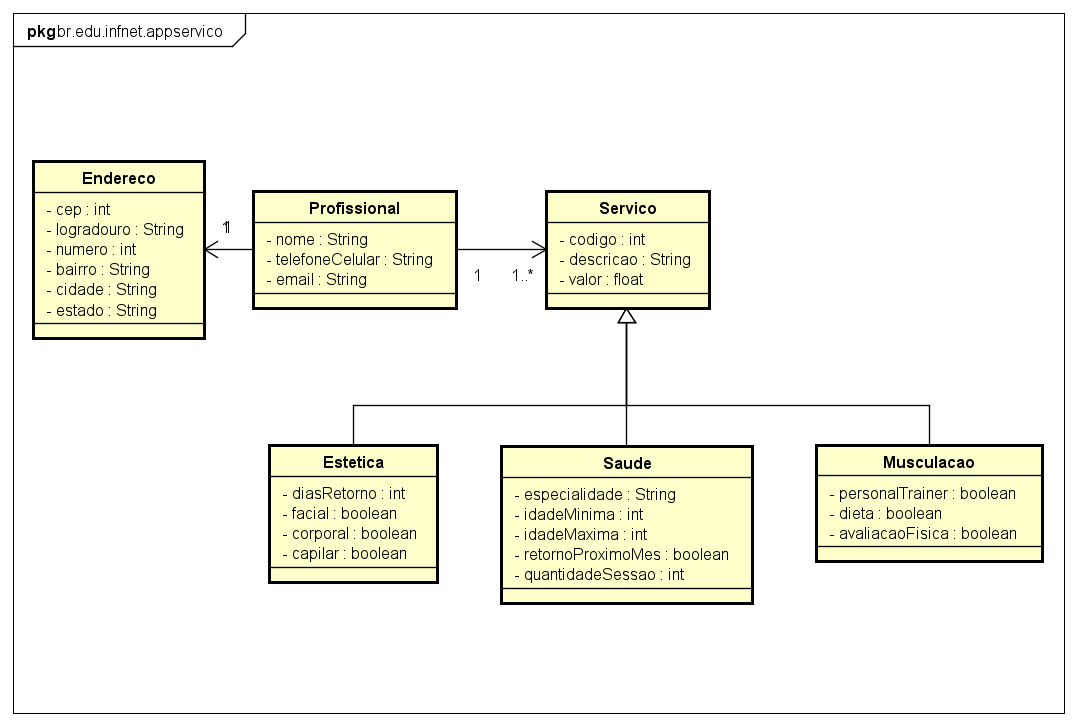 pkgbr.edu.infnet.appservico
Endereco
- cep : int
- logradouro : String
- numero : int
- bairro : String
- cidade : String
- estado : String
1
1
Profissional
- nome : String
- telefoneCelular : String
- email : String
1
1..*
Servico
- codigo : int
- descricao : String
- valor : float
Estetica
- diasRetorno : int
- facial : boolean
- corporal : boolean
- capilar : boolean
Saude
- especialidade : String
- idadeMinima : int
- idadeMaxima : int
- retornoProximoMes : boolean
- quantidadeSessao : int
Musculacao
- personalTrainer : boolean
- dieta : boolean
- avaliacaoFisica : boolean